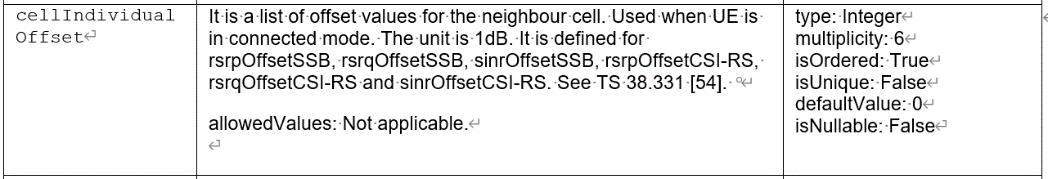 cellIndividual
Offset
It is a list of offset values for the neighbour cell. Used when UE is
in connected mode. The unit is 1dB. It is defined for
rsrpOffsetSSB, rsrqOffsetSSB, sinrOffsetSSB, rsrpOffsetCSI-RS,
rsrqOffsetCSI-RS and sinrOffsetCSI-RS. See TS 38.331 [54].
allowedValues: Not applicable.
type: Integer
multiplicity: 6
isOrdered: True
isUnique: False
defaultValue: 0
isNullable: False